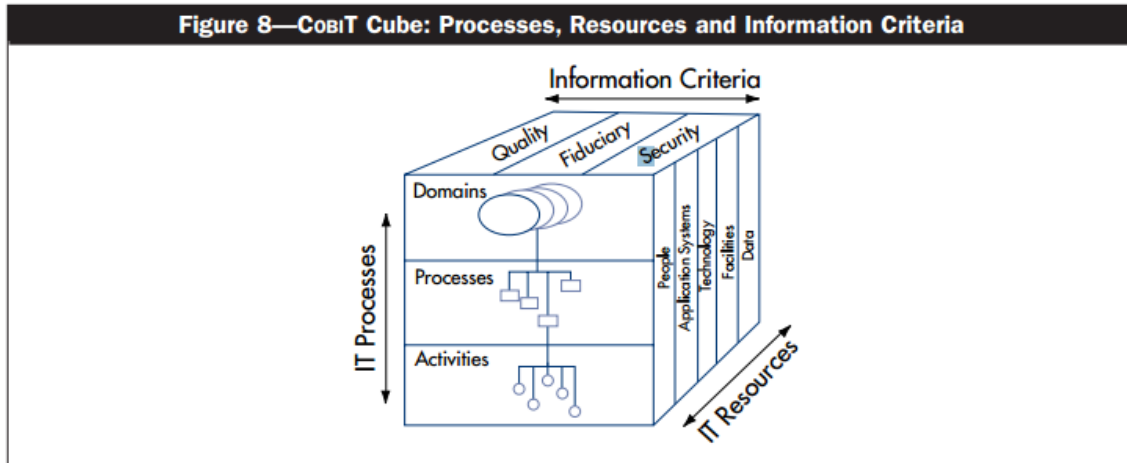 Figure 8—COBIT Cube: Processes, Resources and Information Criteria
Information Criteria
Quality
Fiduciary
Security
Domains
Processes
Activities
IT Processes
People
Application Systems
Technology
Facilities
Data
IT Resources